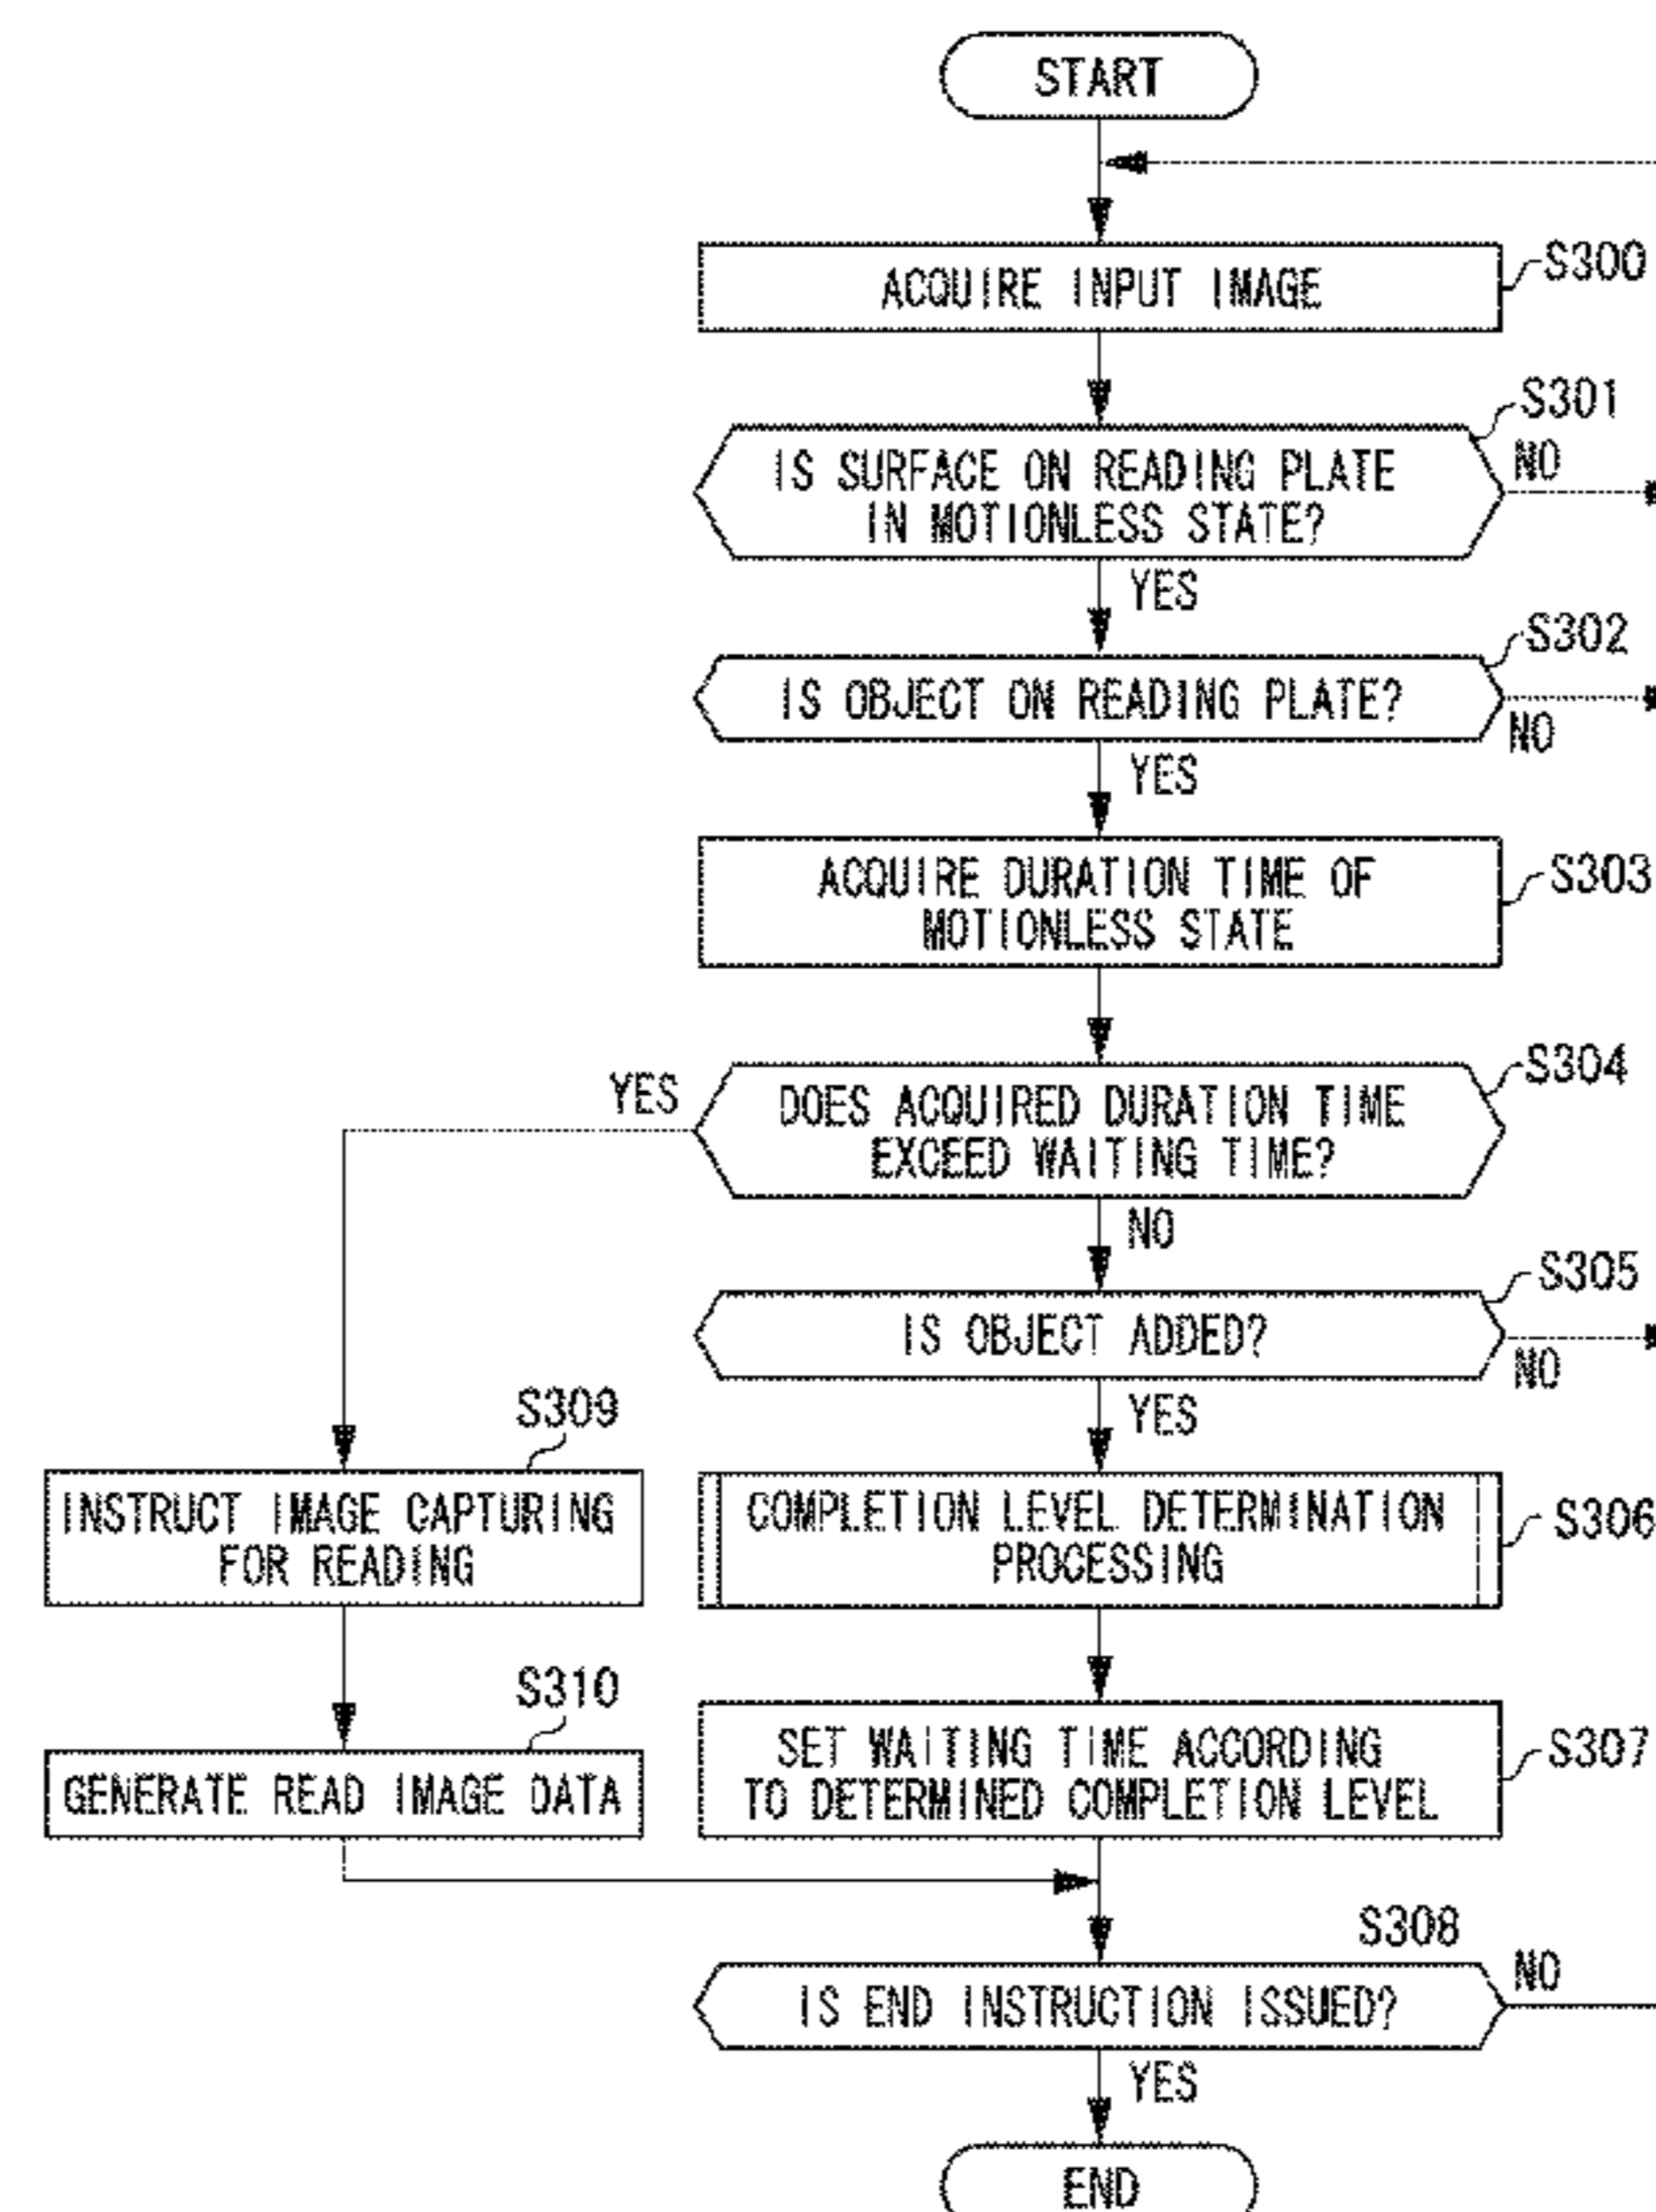 START
ACQUIRE INPUT IMAGE
S300
S301
IS SURFACE ON READING PLATE
IN MOTIONLESS STATE?
NO
YES
S302
IS OBJECT ON READING PLATE?
NO
YES
ACQUIRE DURATION TIME OF
MOTIONLESS STATE
S303
S304
YES
DOES ACQUIRED DURATION TIME
EXCEED WAITING TIME?
NO
S305
IS OBJECT ADDED?
NO
YES
S309
INSTRUCT IMAGE CAPTURING
FOR READING
COMPLETION LEVEL DETERMINATION
PROCESSING
S306
S310
GENERATE READ IMAGE DATA
SET WAITING TIME ACCORDING
TO DETERMINED COMPLETION LEVEL
S307
S308
IS END INSTRUCTION ISSUED?
NO
YES
END